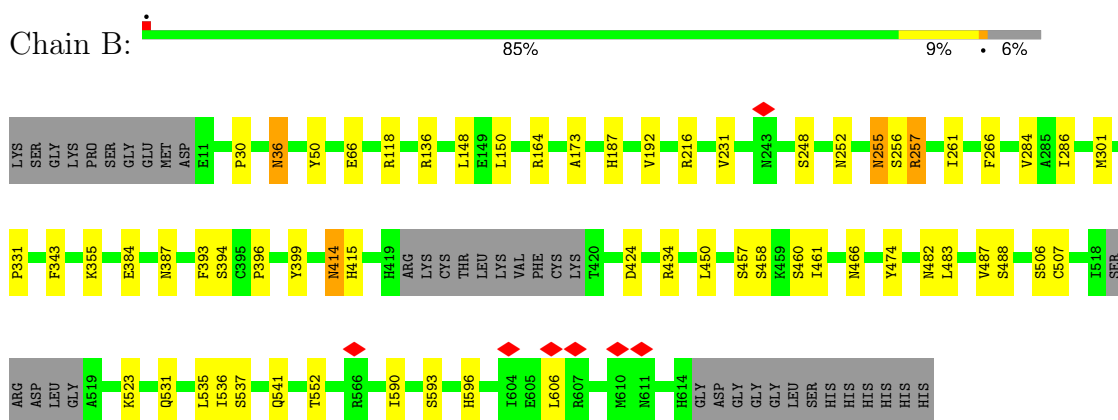 Chain B:
85% 9% • 6%
LYS SER GLY LYS PRO SER GLY GLU MET ASP E11 P30 N36 Y50 E66 R118 R136 L148 E149 L150 R164 A173 H187 V192 R216 V231 N243 S248 N252 N255 S256 R257 I261 F266 V284 A285 I286 M301
P331 F343 K355 E384 N387 F393 S394 C395 P396 Y399 N414 H415 H419 ARG LYS CYS THR LEU LYS VAL PHE CYS LYS T420 D424 R434 L450 S457 S458 K459 S460 I461 N466 Y474 N482 L483 V487 S488 S506 C507 I518 SER
ARG ASP LEU GLY A519 K523 Q531 L535 I536 S537 Q541 T552 R566 I590 S593 H596 I604 E605 L606 R607 M610 N611 H614 GLY ASP GLY GLY GLY LEU SER HIS HIS HIS HIS HIS HIS